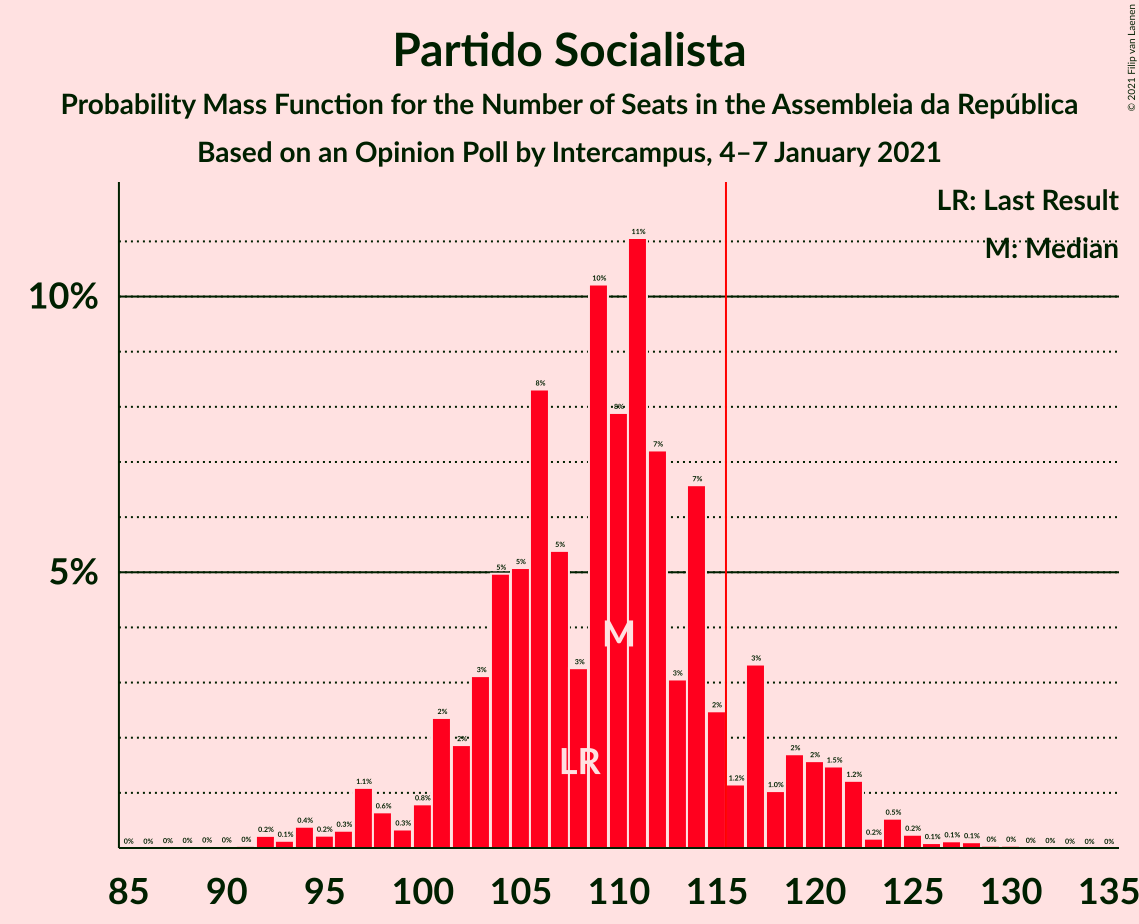 Partido Socialista
Probability Mass Function for the Number of Seats in the Assembleia da República
Based on an Opinion Poll by Intercampus, 4–7 January 2021
© 2021 Filip van Laenen
LR: Last Result
M: Median
10%
5%
0% 0% 0% 0% 0% 0% 0% 0.2% 0.1% 0.4% 0.2% 0.3% 1.1% 0.6% 0.3% 0.8% 2% 2% 3% 5% 5% 8% 5% 3% 10% 8% 11% 7% 3% 7% 2% 1.2% 3% 1.0% 2% 2% 1.5% 1.2% 0.2% 0.5% 0.2% 0.1% 0.1% 0.1% 0% 0% 0% 0% 0% 0% 0%
M
LR
85 90 95 100 105 110 115 120 125 130 135